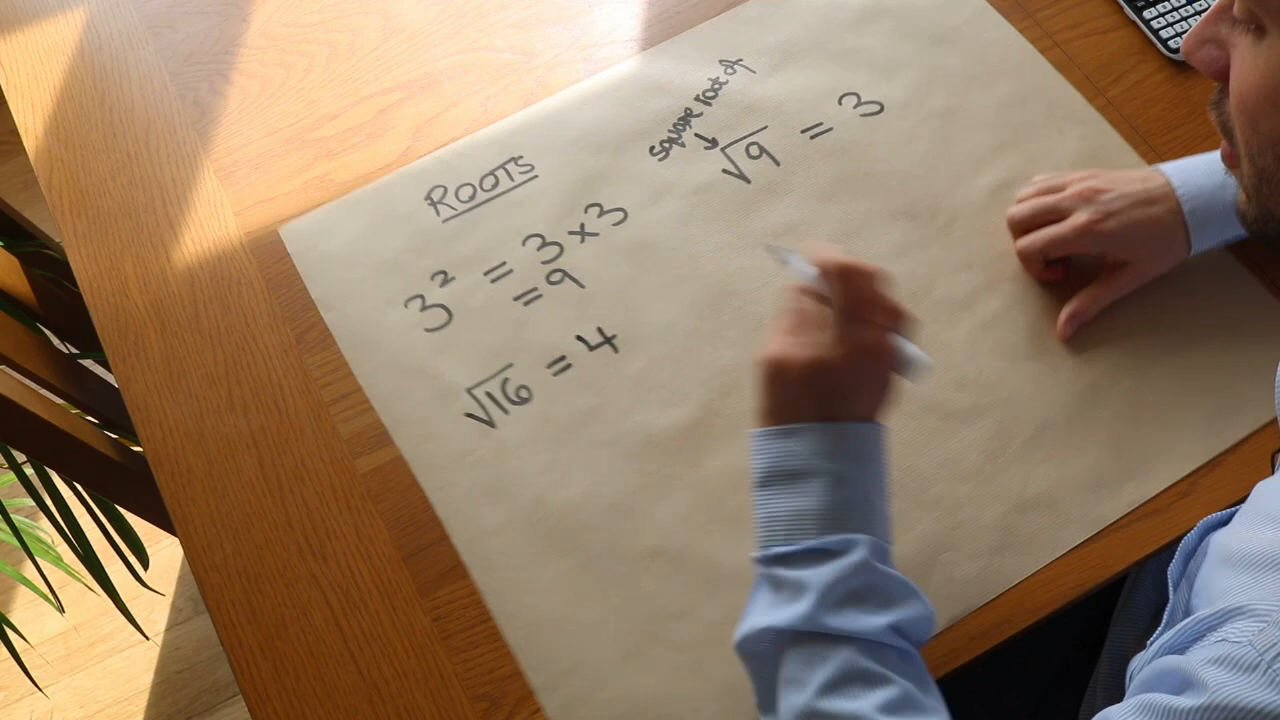 ROOTS
3² = 3 × 3
= 9
√16 = 4
square root of
√9 = 3